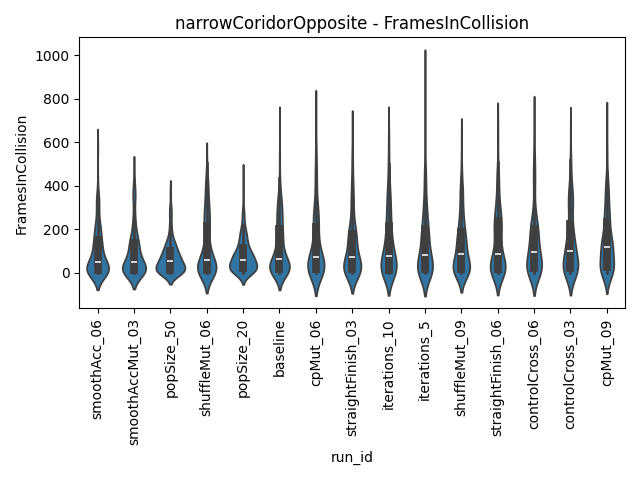 narrowCoridorOpposite - FramesInCollision
FramesInCollision
1000
800
600
400
200
0
smoothAcc_06
smoothAccMut_03
popSize_50
shuffleMut_06
popSize_20
baseline
cpMut_06
straightFinish_03
iterations_10
iterations_5
shuffleMut_09
straightFinish_06
controlCross_06
controlCross_03
cpMut_09
run_id